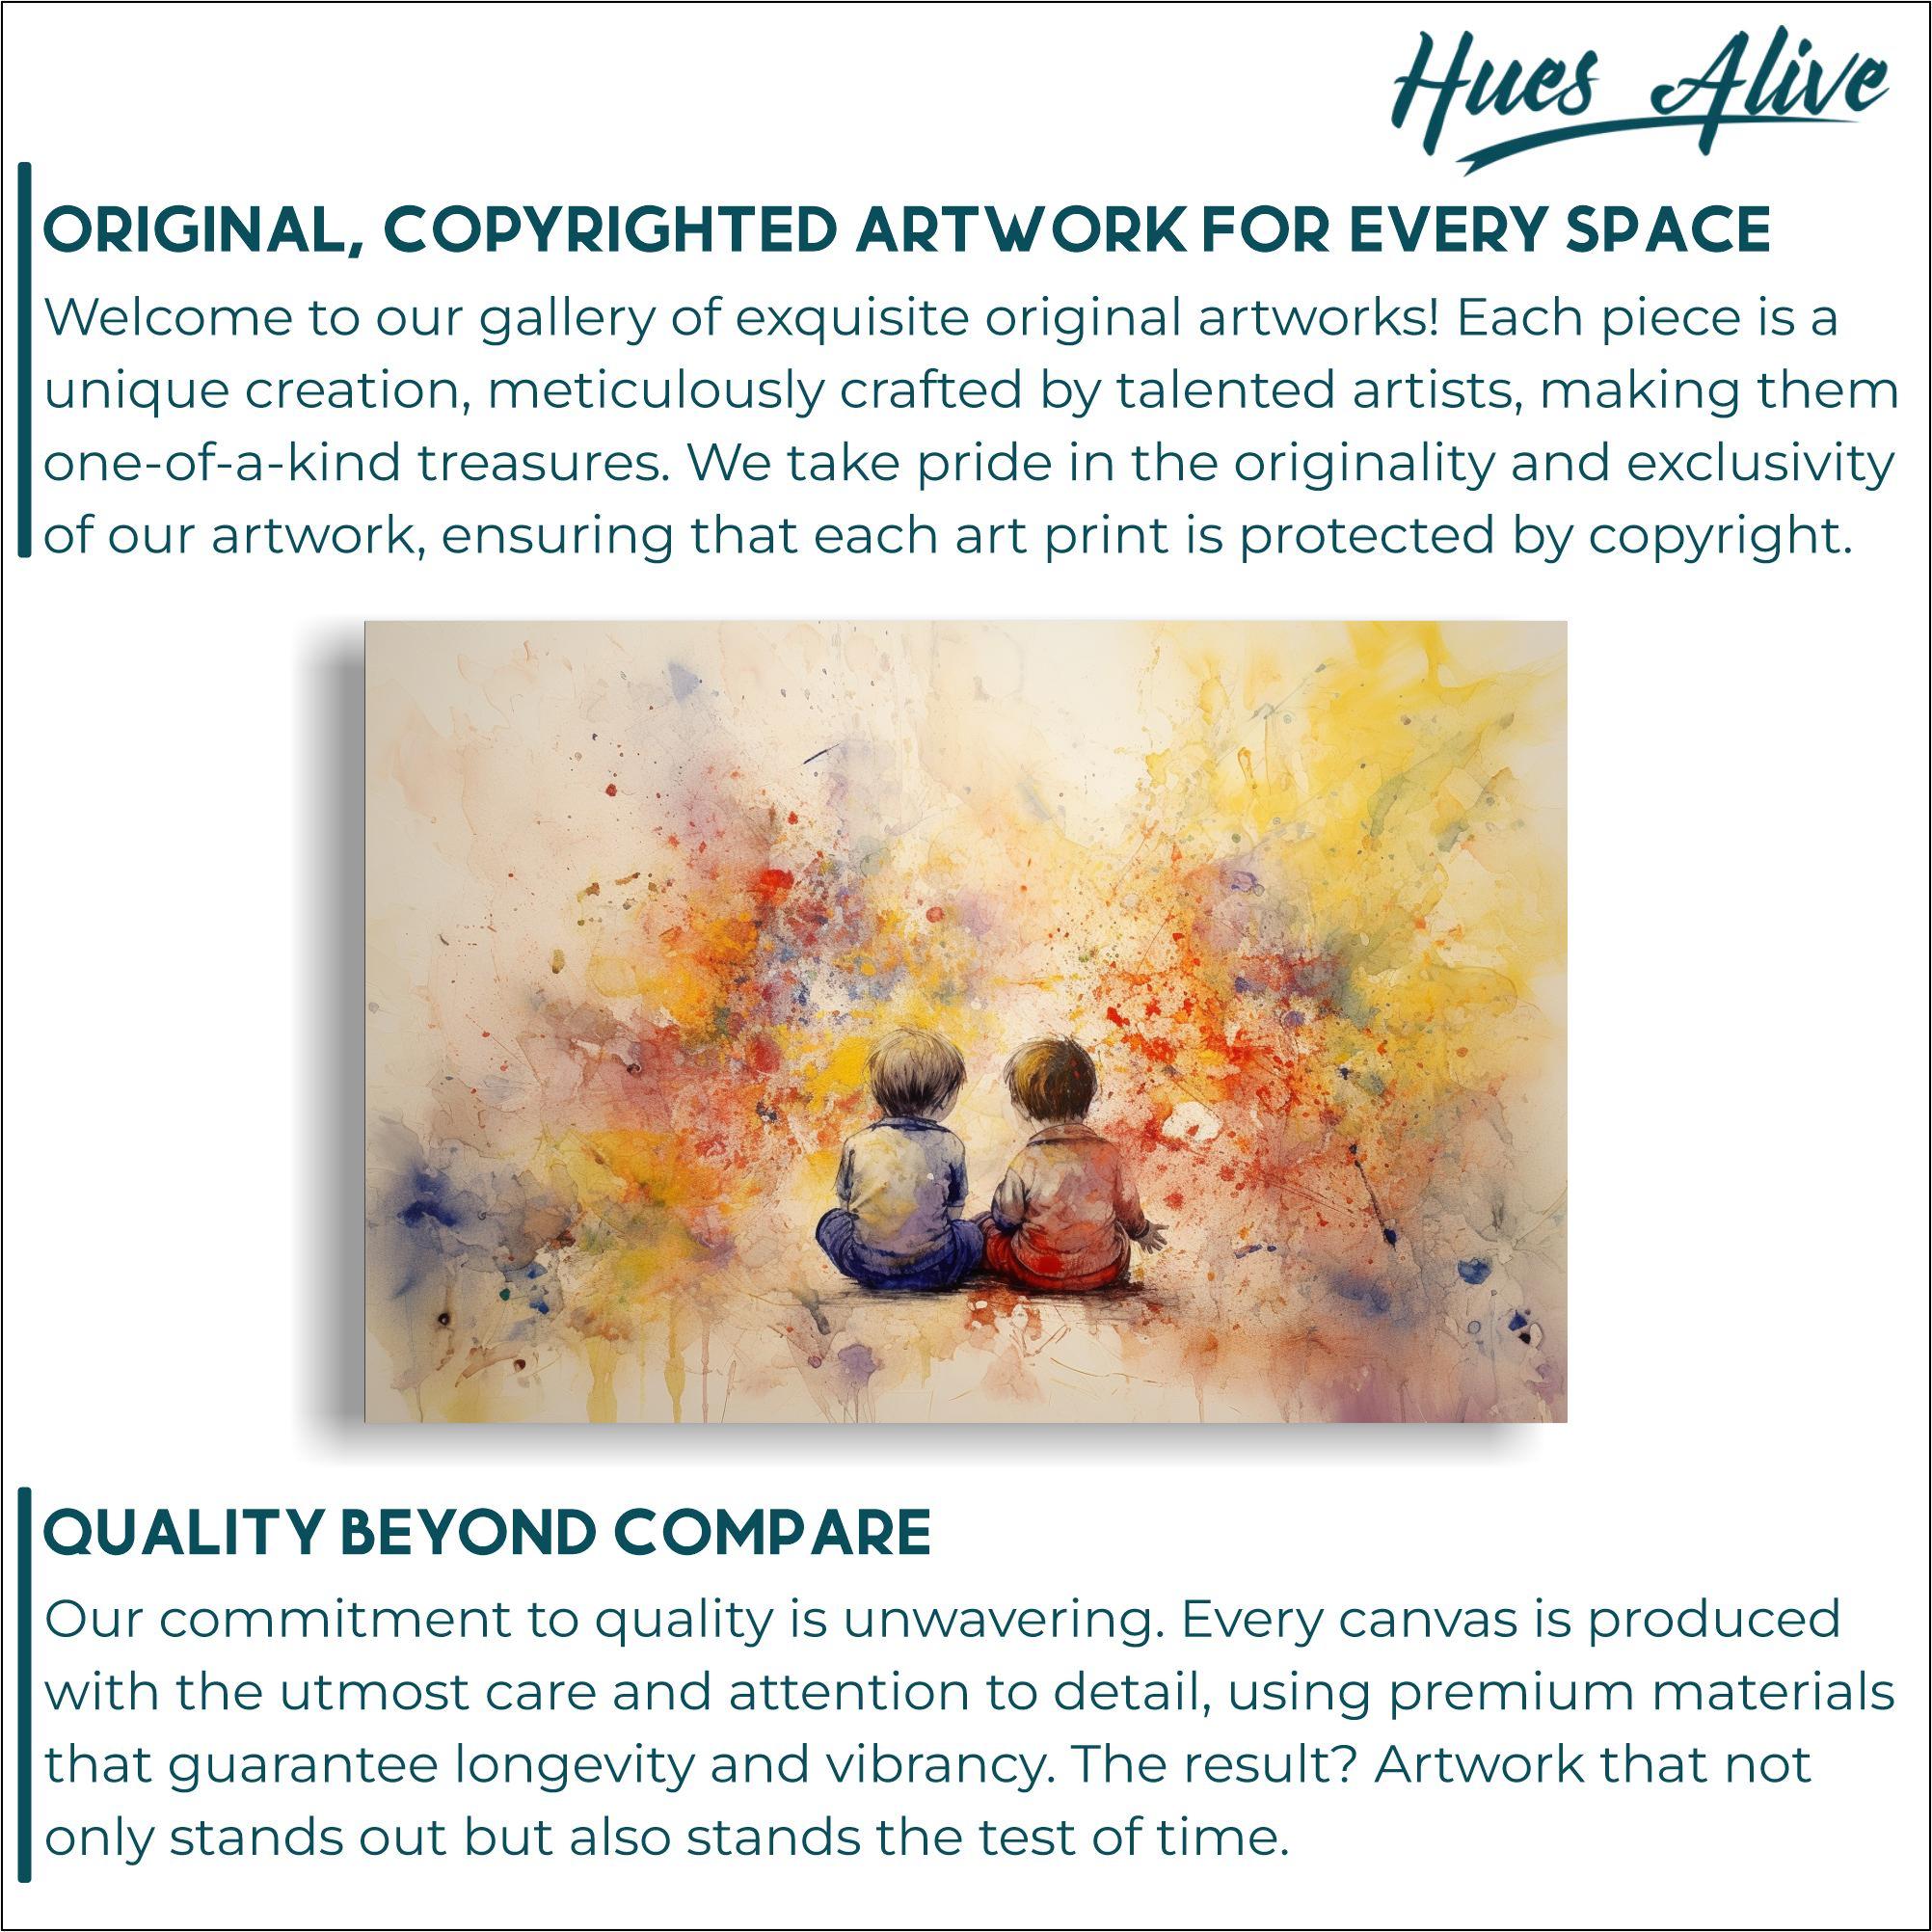 Hues Alive
ORIGINAL, COPYRIGHTED ARTWORK FOR EVERY SPACE
Welcome to our gallery of exquisite original artworks! Each piece is a
unique creation, meticulously crafted by talented artists, making them
one-of-a-kind treasures. We take pride in the originality and exclusivity
of our artwork, ensuring that each art print is protected by copyright.
QUALITY BEYOND COMPARE
Our commitment to quality is unwavering. Every canvas is produced
with the utmost care and attention to detail, using premium materials
that guarantee longevity and vibrancy. The result? Artwork that not
only stands out but also stands the test of time.